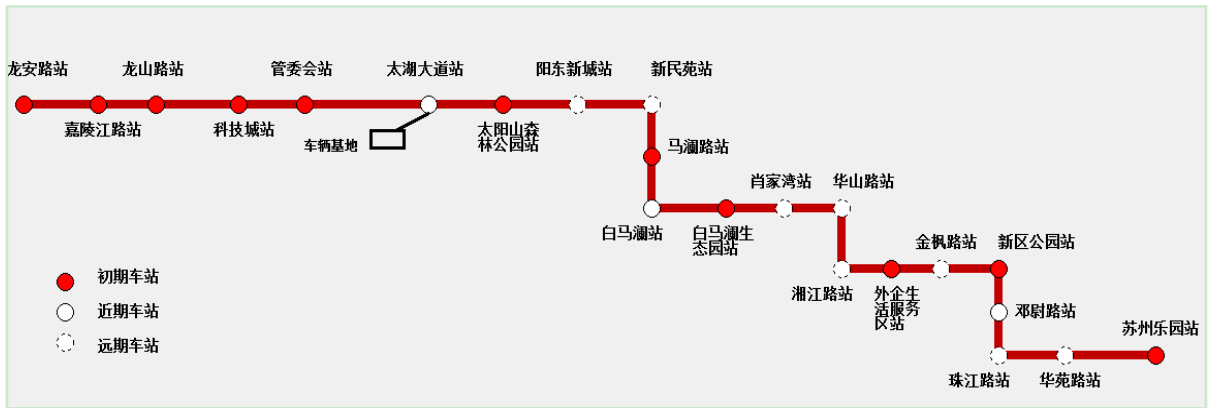 龙安路站
龙山路站
管委会站
太湖大道站
阳东新城站
新民苑站
嘉陵江路站
科技城站
车辆基地
太阳山森
林公园站
马澜路站
肖家湾站
华山路站
白马澜站
白马澜生
态园站
金枫路站
新区公园站
初期车站
湘江路站
外企生
活服务
区站
近期车站
邓尉路站
远期车站
苏州乐园站
珠江路站
华苑路站